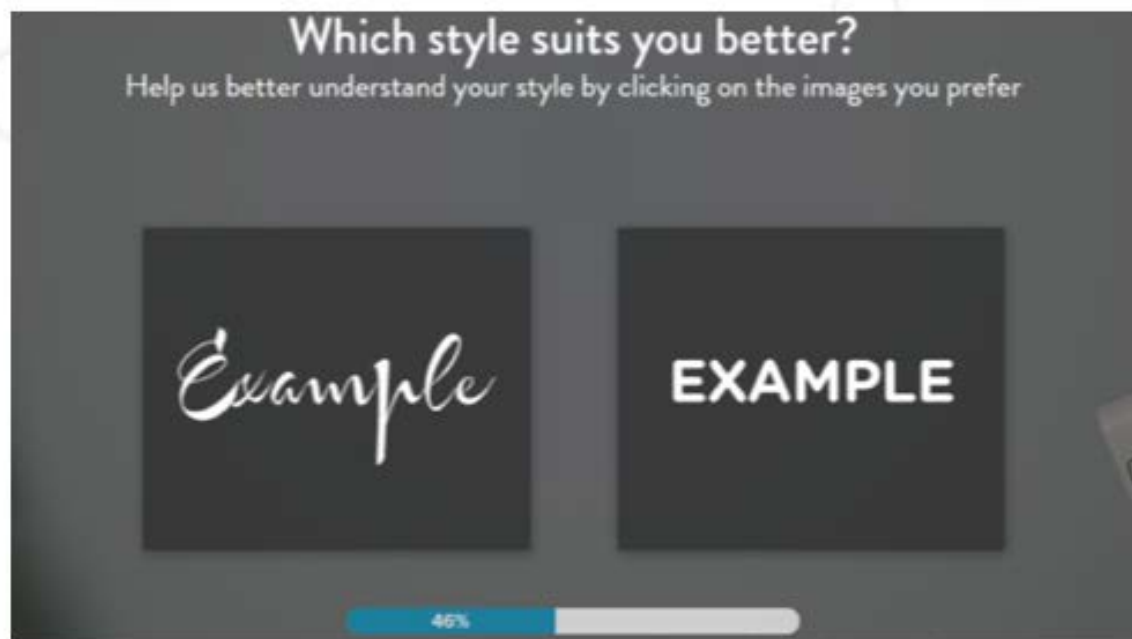 Which style suits you better?
Help us better understand your style by clicking on the images you prefer
Example
EXAMPLE
46%